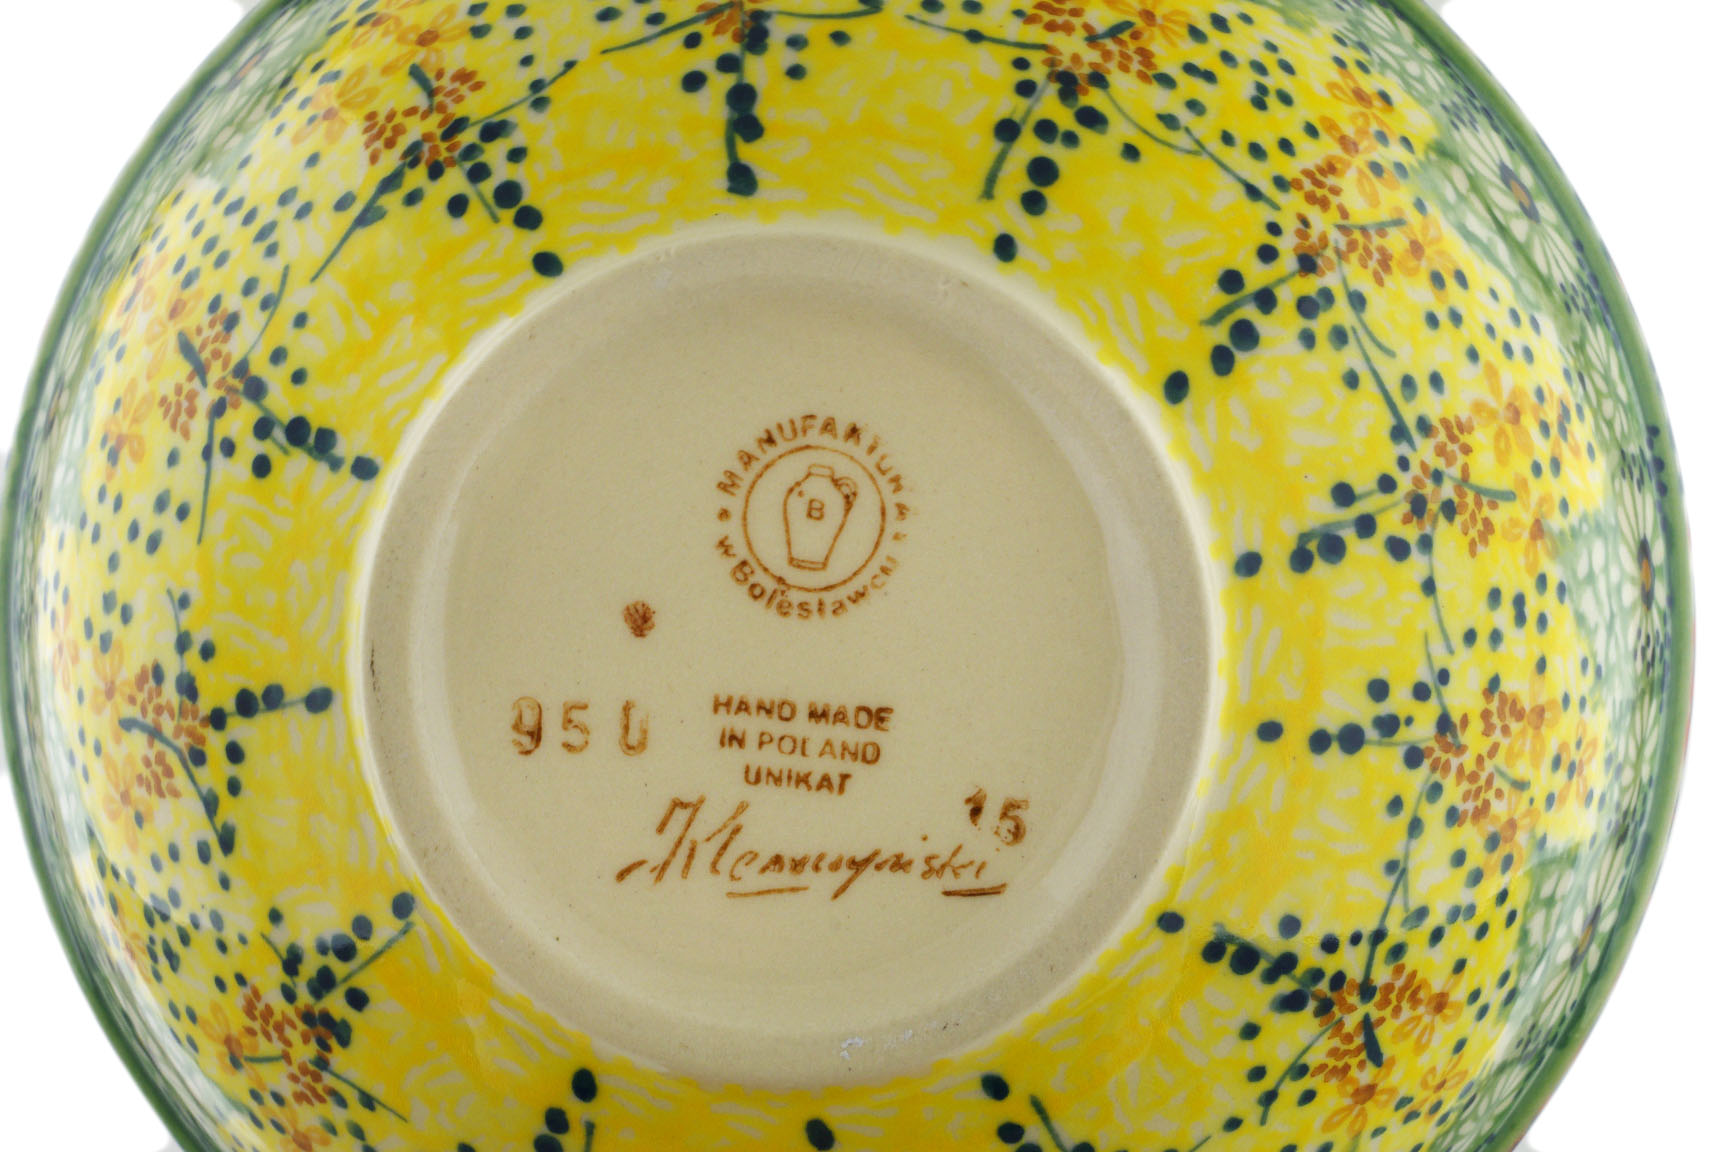 MANUFAKTURA
w Bolesławcu
B
950
HAND MADE
IN POLAND
UNIKAT
15